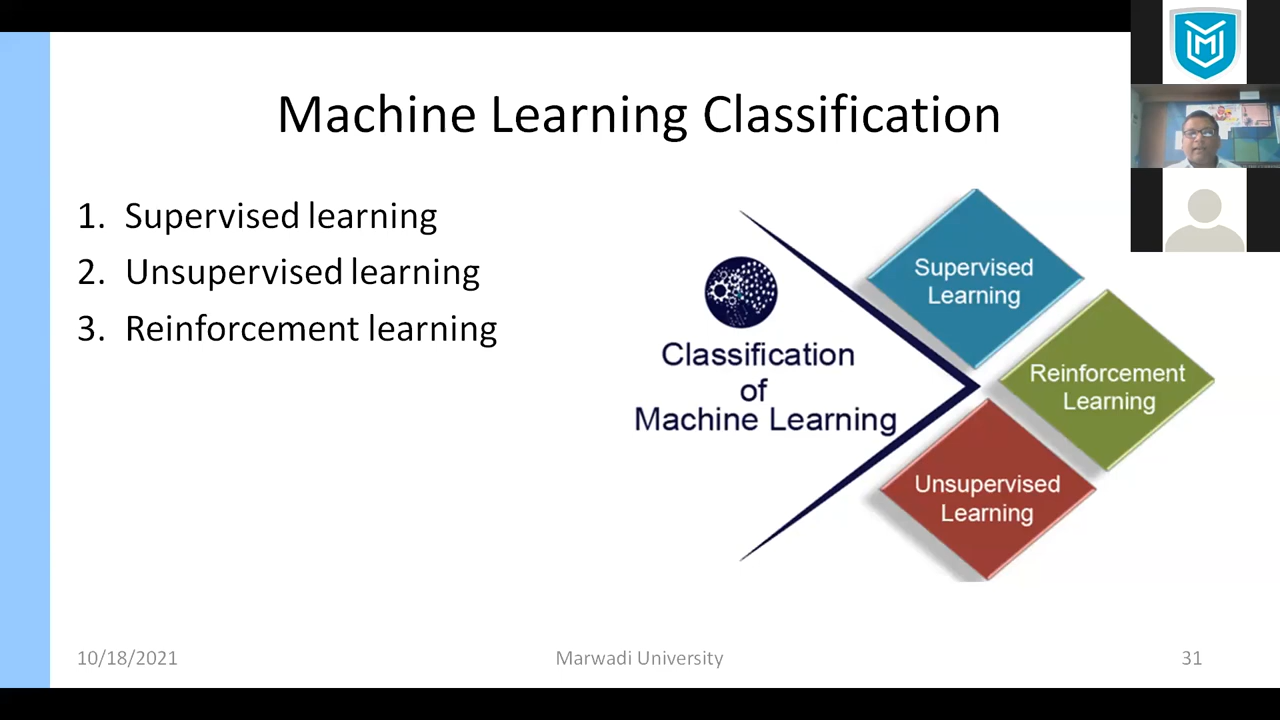 Machine Learning Classification
1. Supervised learning
2. Unsupervised learning
3. Reinforcement learning
Classification
of
Machine Learning
Supervised
Learning
Reinforcement
Learning
Unsupervised
Learning
10/18/2021
Marwadi University
31